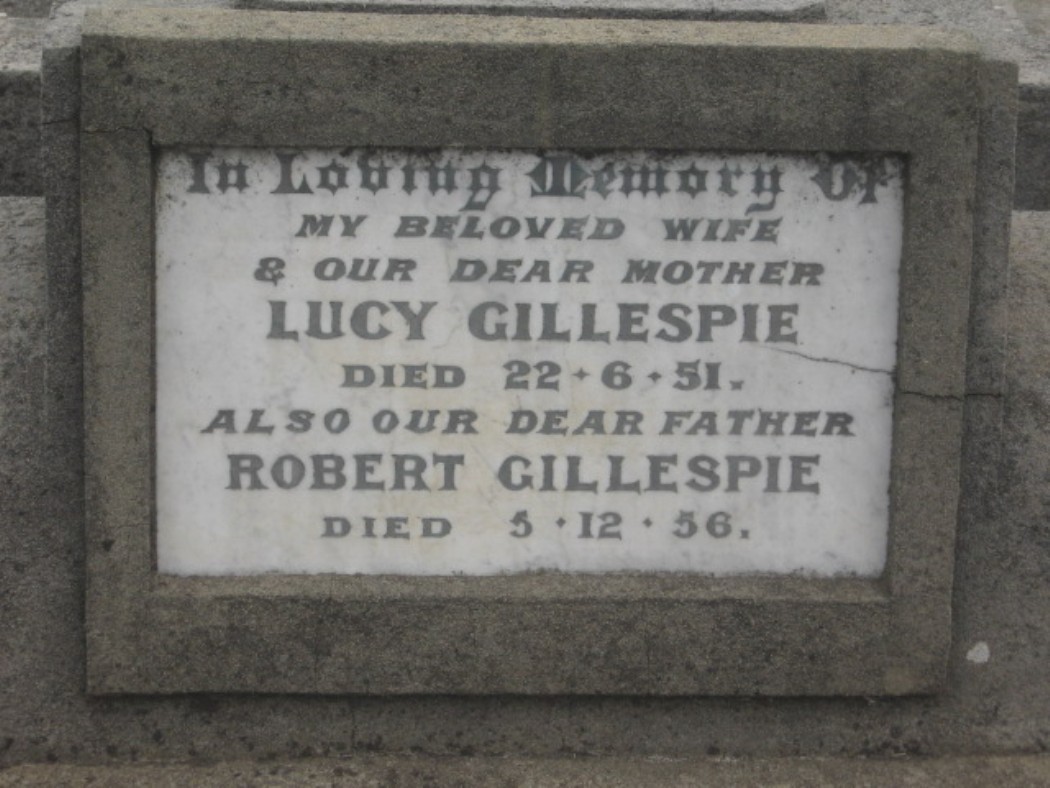 In Loving Memory Of
MY BELOVED WIFE
& OUR DEAR MOTHER
LUCY GILLESPIE
DIED 22·6·51.
ALSO OUR DEAR FATHER
ROBERT GILLESPIE
DIED 5·12·56.